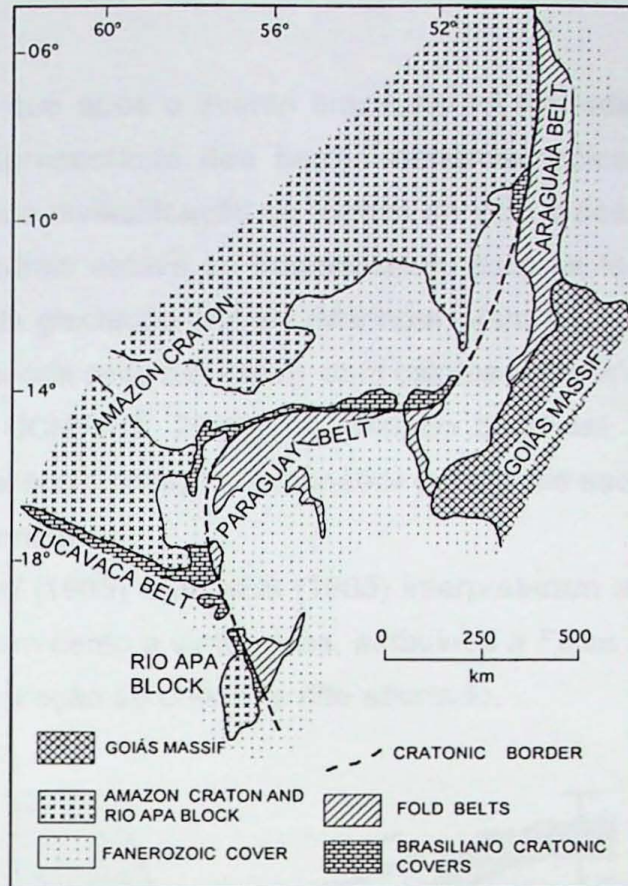 60°
56°
52°
06°
10°
14°
18°
ARAGUAIA BELT
AMAZON CRATON
GOIÁS MASSIF
PARAGUAY BELT
TUCAVACA BELT
RIO APA
BLOCK
0 250 500
km
GOIÁS MASSIF
CRATONIC BORDER
AMAZON CRATON AND
RIO APA BLOCK
FOLD BELTS
FANEROZOIC COVER
BRASILIANO CRATONIC
COVERS